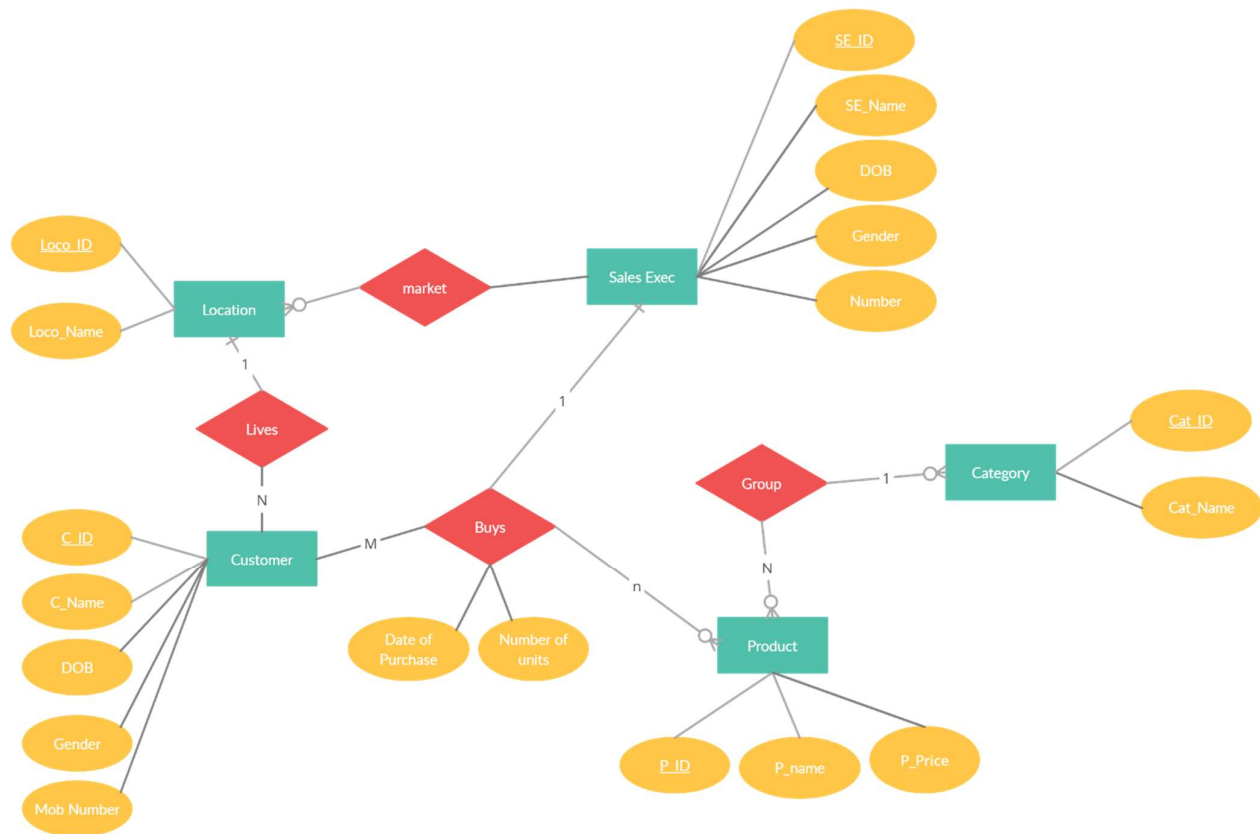 SE_ID
SE_Name
DOB
Gender
Number
Sales Exec
market
Loco_ID
Location
Loco_Name
1
Lives
N
1
Cat_ID
Category
Cat_Name
Group
1
N
C_ID
Customer
C_Name
DOB
Gender
Mob Number
M
Buys
n
Date of
Purchase
Number of
units
Product
P_ID
P_name
P_Price